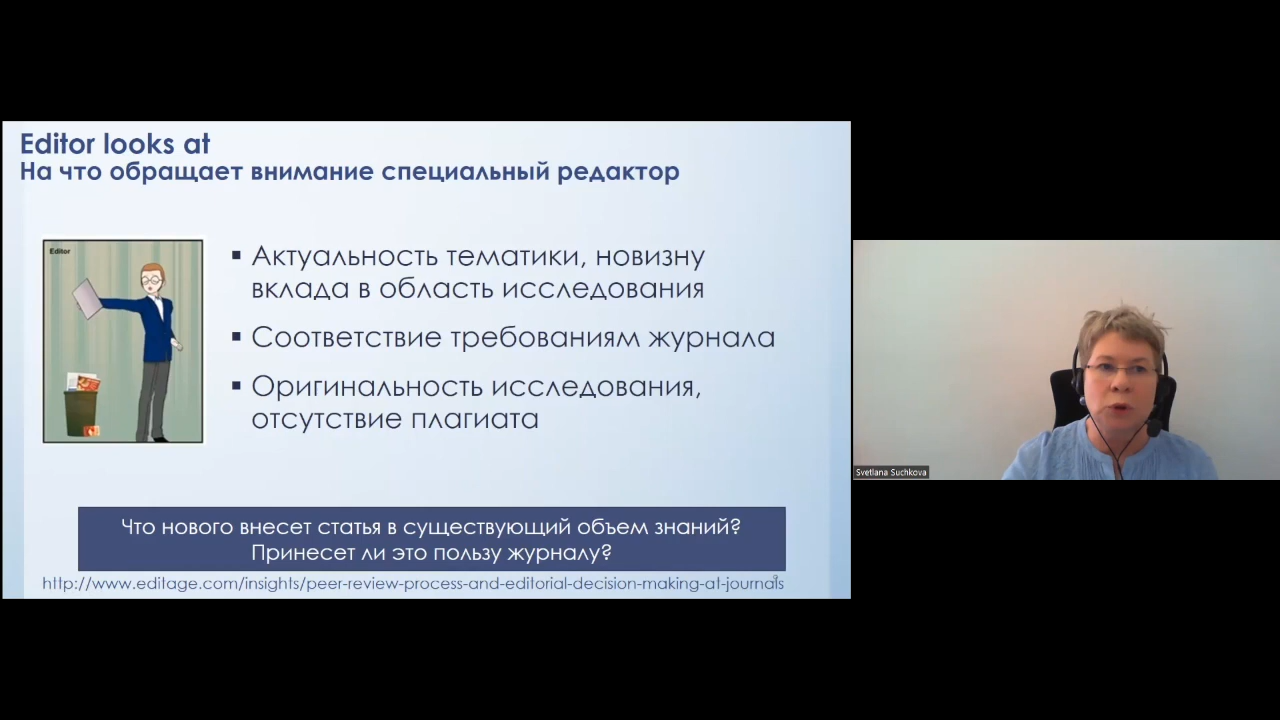 Editor looks at
На что обращает внимание специальный редактор
Editor
▪ Актуальность тематики, новизну
вклада в область исследования
▪ Соответствие требованиям журнала
▪ Оригинальность исследования,
отсутствие плагиата
Что нового внесет статья в существующий объем знаний?
Принесет ли это пользу журналу?
http://www.editage.com/insights/peer-review-process-and-editorial-decision-making-at-journals
Svetlana Suchkova